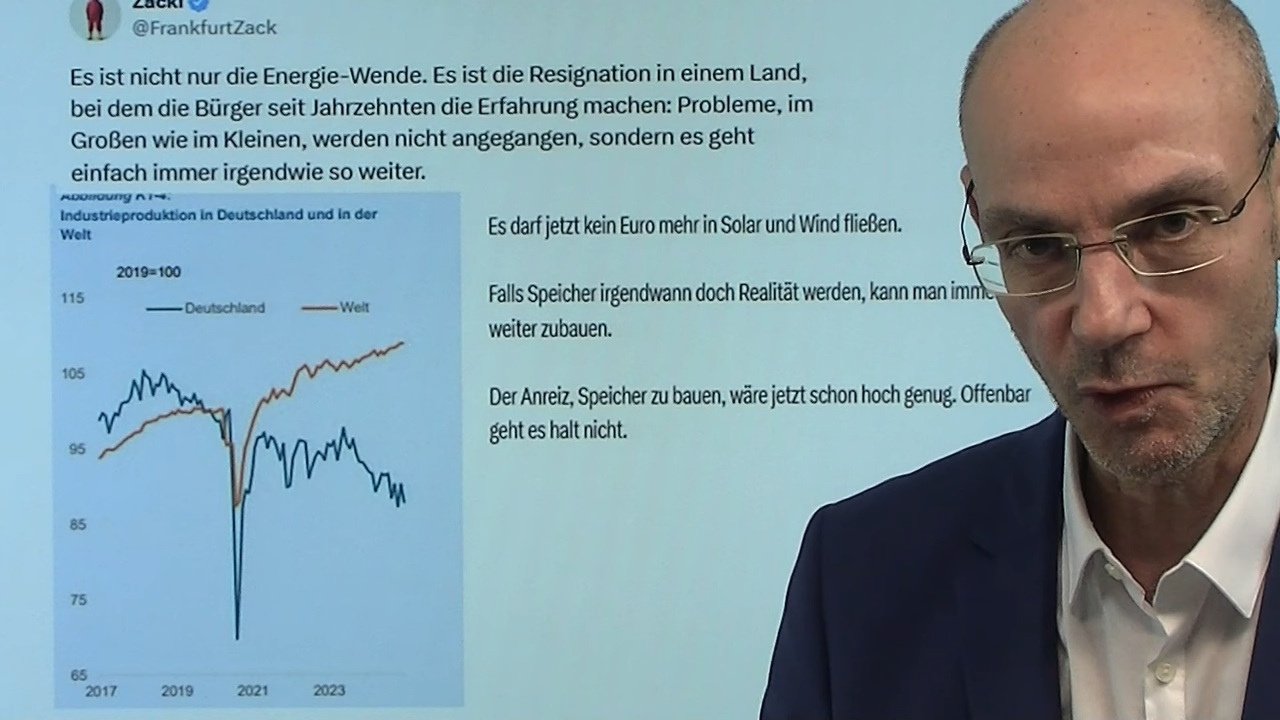 Zacki
@FrankfurtZack
Es ist nicht nur die Energie-Wende. Es ist die Resignation in einem Land,
bei dem die Bürger seit Jahrzehnten die Erfahrung machen: Probleme, im
Großen wie im Kleinen, werden nicht angegangen, sondern es geht
einfach immer irgendwie so weiter.
Industrieproduktion in Deutschland und in der
Welt
2019=100
115
Deutschland
Welt
105
95
85
75
65
2017
2019
2021
2023
Es darf jetzt kein Euro mehr in Solar und Wind fließen.
Falls Speicher irgendwann doch Realität werden, kann man
weiter zubauen.
Der Anreiz, Speicher zu bauen, wäre jetzt schon hoch genug. Offenbar
geht es halt nicht.